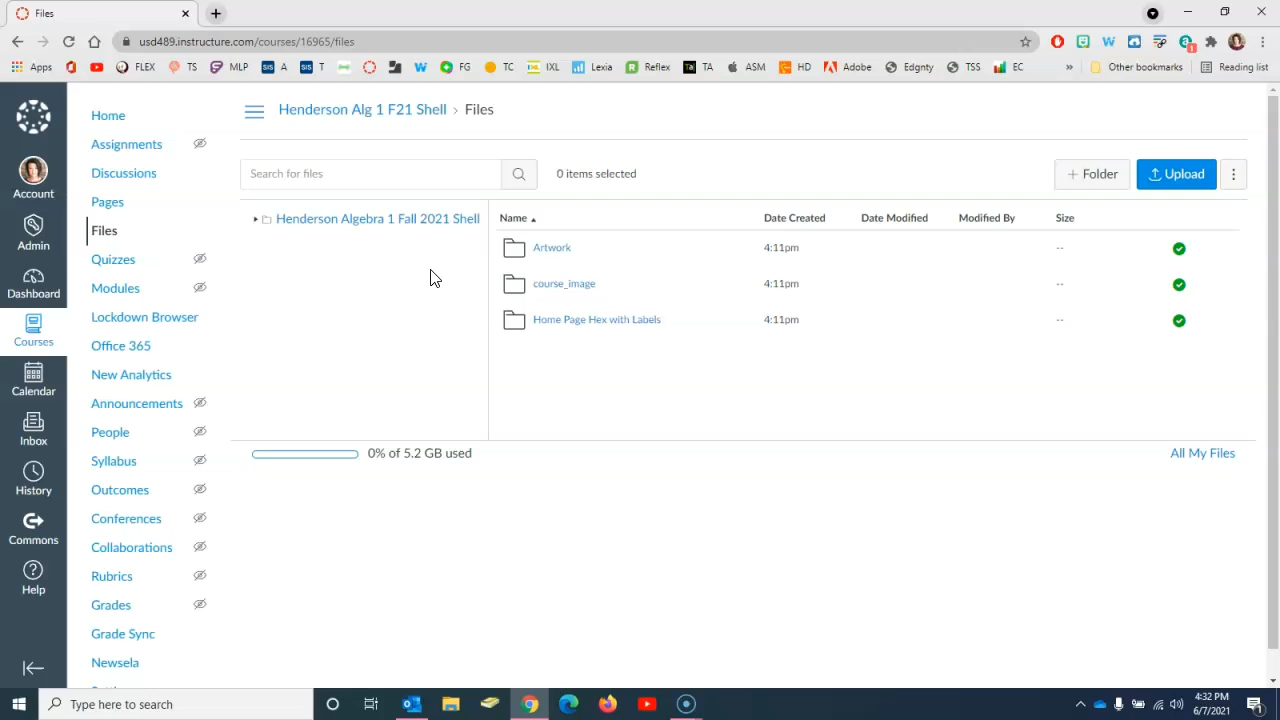 Files
usd489.instructure.com/courses/16965/files
Apps
FLEX
TS
MLP
SIS A
SIS T
FG
TC
IXL
Lexia
Reflex
TA
ASM
HD
Adobe
Edgnty
TSS
EC
»
Other bookmarks
Reading list
Account
Admin
Dashboard
Courses
Calendar
Inbox
History
Commons
Help
Home
Assignments
Discussions
Pages
Files
Quizzes
Modules
Lockdown Browser
Office 365
New Analytics
Announcements
People
Syllabus
Outcomes
Conferences
Collaborations
Rubrics
Grades
Grade Sync
Newsela
Henderson Alg 1 F21 Shell › Files
Search for files
0 items selected
+ Folder
Upload
Henderson Algebra 1 Fall 2021 Shell
Name Date Created Date Modified Modified By Size
Artwork 4:11pm --
course_image 4:11pm --
Home Page Hex with Labels 4:11pm --
0% of 5.2 GB used
All My Files
Type here to search
4:32 PM
6/7/2021